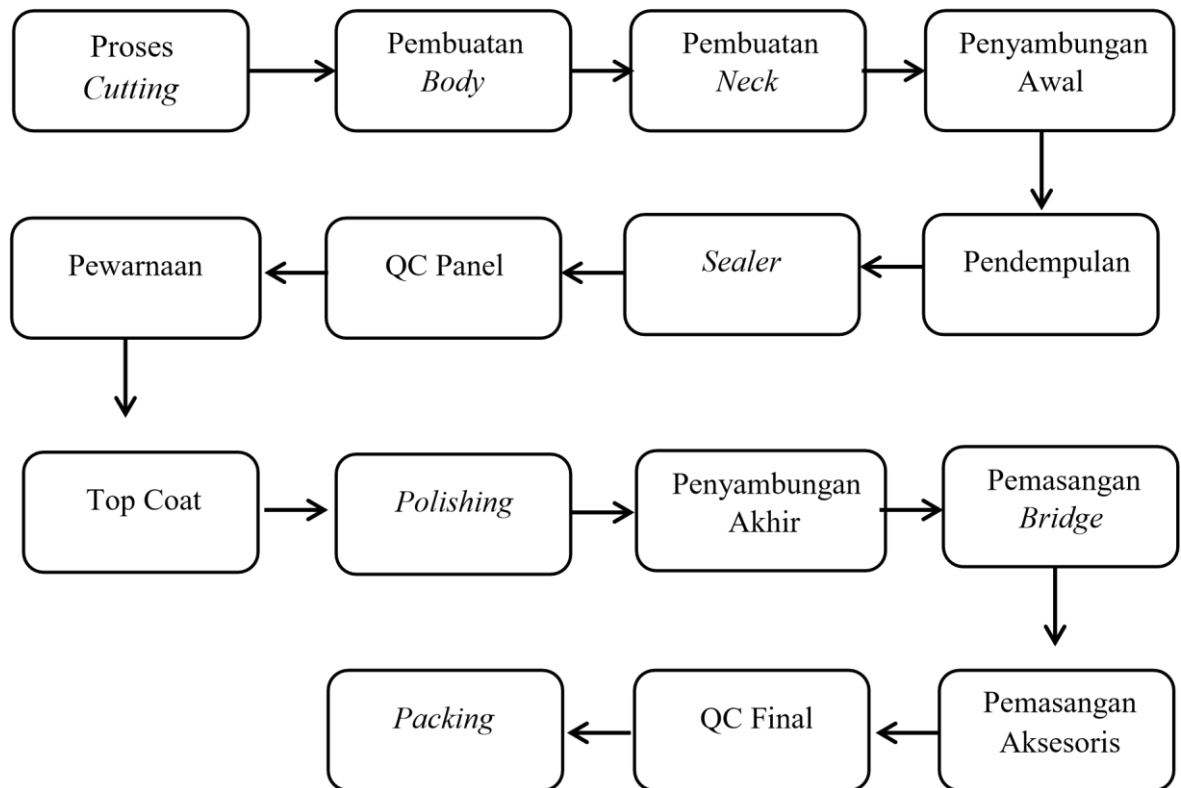 Proses
Cutting
Pembuatan
Body
Pembuatan
Neck
Penyambungan
Awal
Pendempulan
Sealer
QC Panel
Pewarnaan
Top Coat
Polishing
Penyambungan
Akhir
Pemasangan
Bridge
Pemasangan
Aksesoris
QC Final
Packing